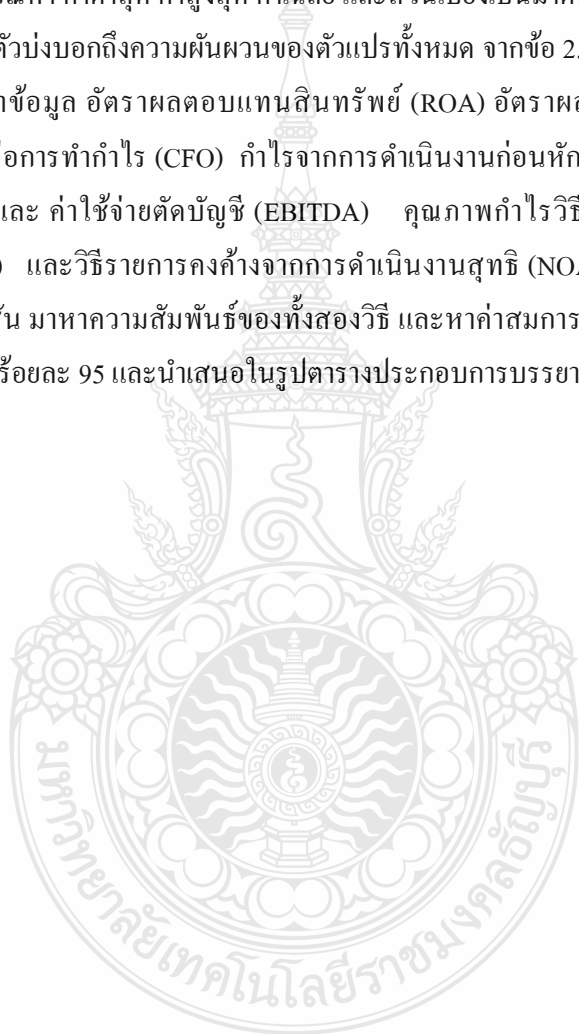 ตัวบ่งบอกถึงความผันผวนของตัวแปรทั้งหมด จากข้อ 2.
าข้อมูล อัตราผลตอบแทนสินทรัพย์ (ROA) อัตราผล
อการทำกำไร (CFO) กำไรจากการดำเนินงานก่อนหัก
และ ค่าใช้จ่ายตัดบัญชี (EBITDA) คุณภาพกำไรวิธี
) และวิธีรายการคงค้างจากการดำเนินงานสุทธิ (NOA
ัน มาหาความสัมพันธ์ของทั้งสองวิธี และหาค่าสมการ
ร้อยละ 95 และนำเสนอในรูปตารางประกอบการบรรยา
มหาวิทยาลัยเทคโนโลยีราชมงคลธัญบุรี